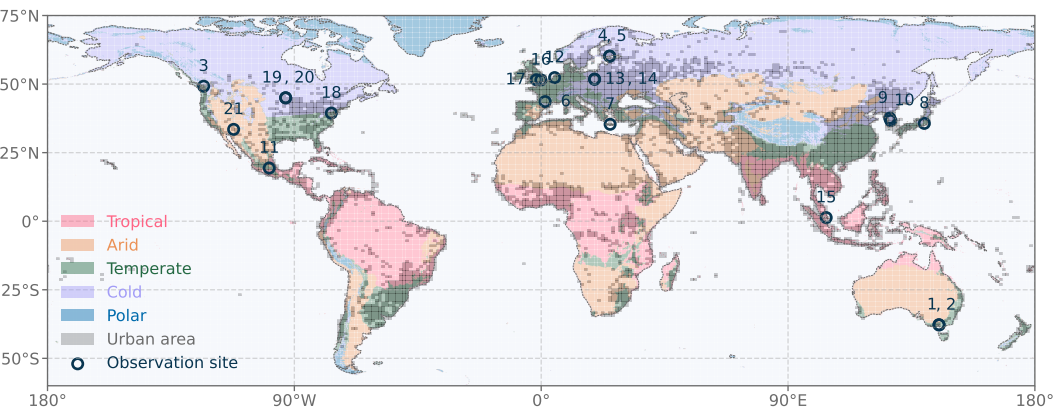 75°N
4, 5
16 12
3
19, 20
17
13, 14
50°N
18
6
7
9, 10
8
21
11
25°N
15
0°
Tropical
Arid
Temperate
25°S
Cold
1, 2
Polar
Urban area
50°S
Observation site
180°
90°W
0°
90°E
180°